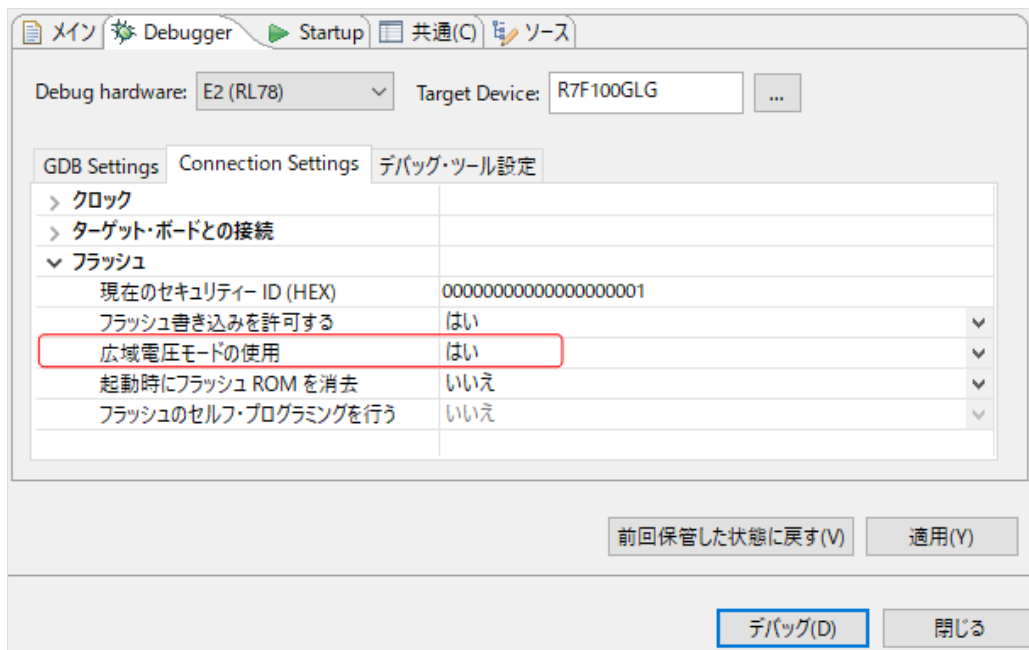 メイン Debugger Startup 共通(C) ソース
Debug hardware: E2 (RL78) Target Device: R7F100GLG ...
GDB Settings Connection Settings デバッグ・ツール設定
クロック
ターゲット・ボードとの接続
フラッシュ
現在のセキュリティー ID (HEX) 00000000000000000001
フラッシュ書き込みを許可する はい
広域電圧モードの使用 はい
起動時にフラッシュ ROM を消去 いいえ
フラッシュのセルフ・プログラミングを行う いいえ
前回保管した状態に戻す(V) 適用(Y)
デバッグ(D) 閉じる